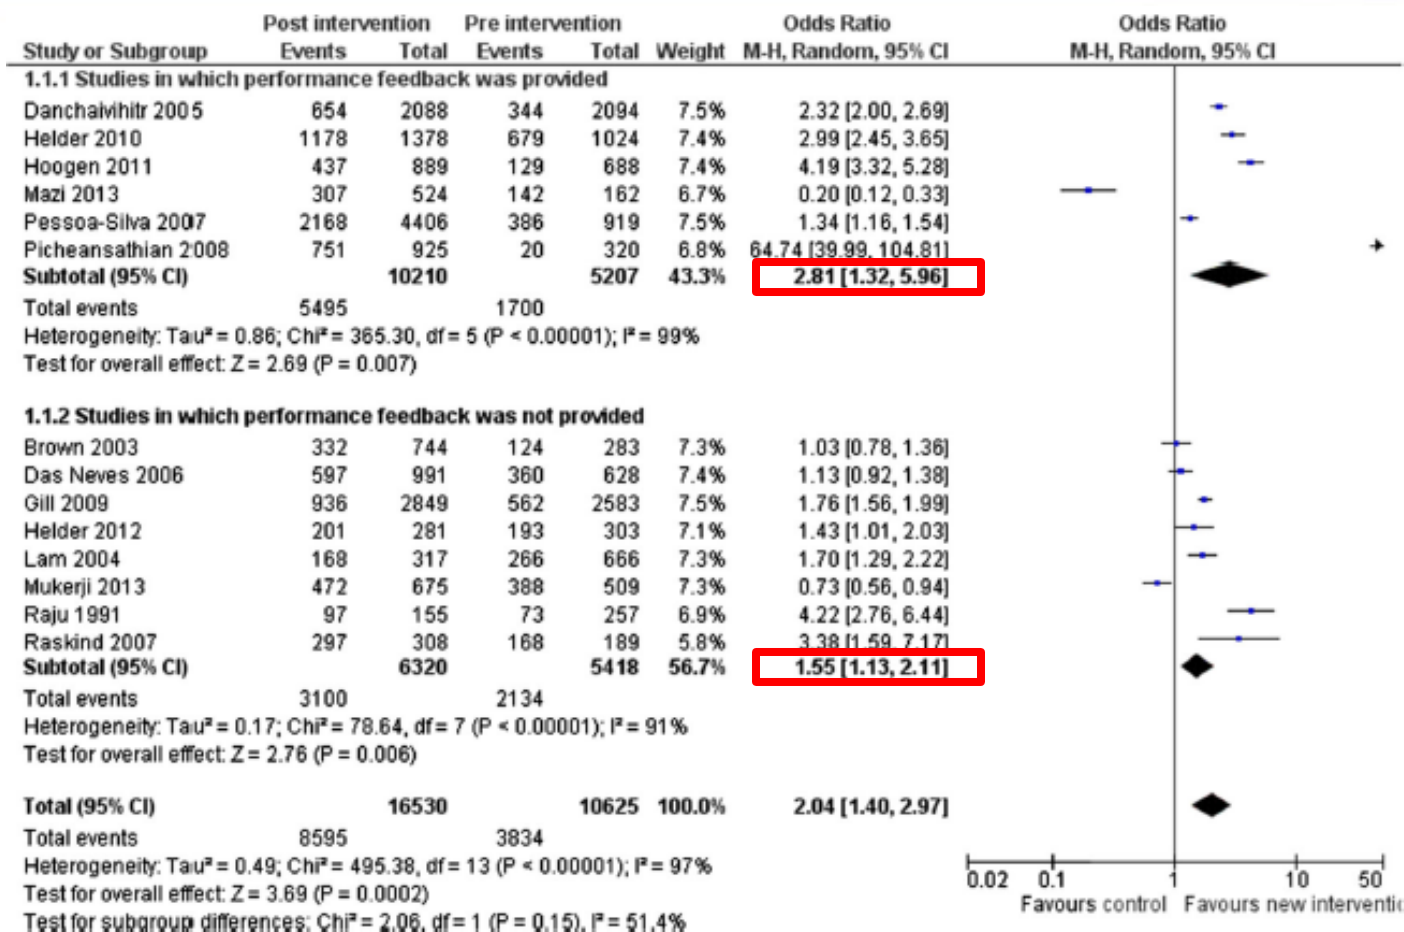 Post intervention Pre intervention Odds Ratio Odds Ratio
Study or Subgroup Events Total Events Total Weight M-H, Random, 95% CI M-H, Random, 95% CI
1.1.1 Studies in which performance feedback was provided
Danchaivihitr 2005 654 2088 344 2094 7.5% 2.32 [2.00, 2.69]
Helder 2010 1178 1378 679 1024 7.4% 2.99 [2.45, 3.65]
Hoogen 2011 437 889 129 688 7.4% 4.19 [3.32, 5.28]
Mazi 2013 307 524 142 162 6.7% 0.20 [0.12, 0.33]
Pessoa-Silva 2007 2168 4406 386 919 7.5% 1.34 [1.16, 1.54]
Picheansathian 2008 751 925 20 320 6.8% 64.74 [39.99, 104.81]
Subtotal (95% CI) 10210 5207 43.3% 2.81 [1.32, 5.96]
Total events 5495 1700
Heterogeneity: Tau² = 0.86; Chi² = 365.30, df = 5 (P < 0.00001); I² = 99%
Test for overall effect: Z = 2.69 (P = 0.007)
1.1.2 Studies in which performance feedback was not provided
Brown 2003 332 744 124 283 7.3% 1.03 [0.78, 1.36]
Das Neves 2006 597 991 360 628 7.4% 1.13 [0.92, 1.38]
Gill 2009 936 2849 562 2583 7.5% 1.76 [1.56, 1.99]
Helder 2012 201 281 193 303 7.1% 1.43 [1.01, 2.03]
Lam 2004 168 317 266 666 7.3% 1.70 [1.29, 2.22]
Mukerji 2013 472 675 388 509 7.3% 0.73 [0.56, 0.94]
Raju 1991 97 155 73 257 6.9% 4.22 [2.76, 6.44]
Raskind 2007 297 308 168 189 5.8% 3.38 [1.59, 7.17]
Subtotal (95% CI) 6320 5418 56.7% 1.55 [1.13, 2.11]
Total events 3100 2134
Heterogeneity: Tau² = 0.17; Chi² = 78.64, df = 7 (P < 0.00001); I² = 91%
Test for overall effect: Z = 2.76 (P = 0.006)
Total (95% CI) 16530 10625 100.0% 2.04 [1.40, 2.97]
Total events 8595 3834
Heterogeneity: Tau² = 0.49; Chi² = 495.38, df = 13 (P < 0.00001); I² = 97%
Test for overall effect: Z = 3.69 (P = 0.0002)
Test for subgroup differences: Chi² = 2.06, df = 1 (P = 0.15), I² = 51.4%
0.02 0.1 1 10 50
Favours control Favours new interventic